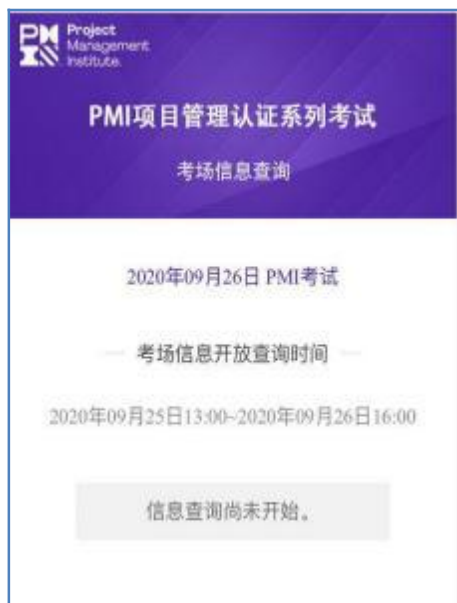 Project
Management
Institute.
PMI项目管理认证系列考试
考场信息查询
2020年09月26日 PMI考试
考场信息开放查询时间
2020年09月25日13:00~2020年09月26日16:00
信息查询尚未开始。